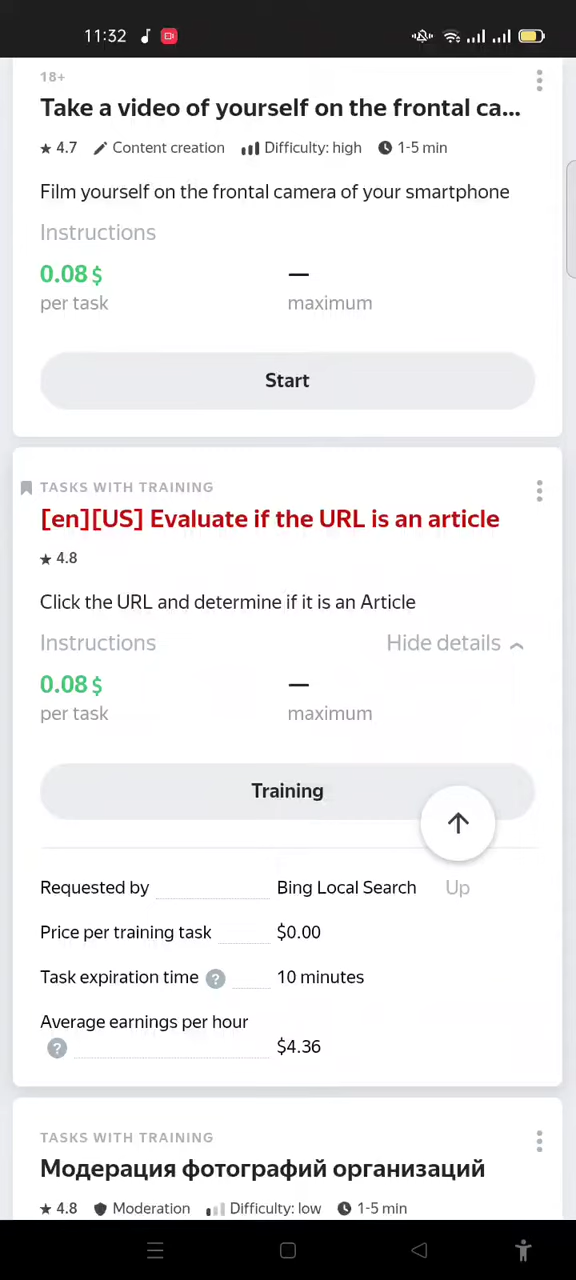 11:32
18+
Take a video of yourself on the frontal ca...
4.7 Content creation Difficulty: high 1-5 min
Film yourself on the frontal camera of your smartphone
Instructions
0.08 $ —
per task maximum
Start
TASKS WITH TRAINING
[en][US] Evaluate if the URL is an article
4.8
Click the URL and determine if it is an Article
Instructions Hide details
0.08 $ —
per task maximum
Training
Requested by Bing Local Search Up
Price per training task $0.00
Task expiration time ? 10 minutes
Average earnings per hour
? $4.36
TASKS WITH TRAINING
Модерация фотографий организаций
4.8 Moderation Difficulty: low 1-5 min